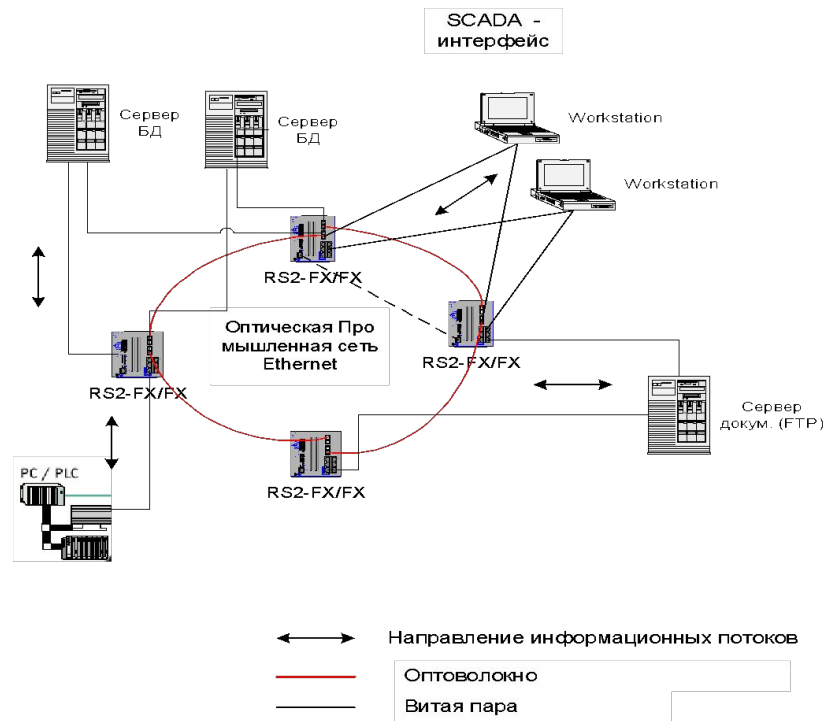 SCADA -
интерфейс
Сервер
БД
Сервер
БД
Workstation
Workstation
RS2-FX/FX
Оптическая Про
мышленная сеть
Ethernet
RS2-FX/FX
RS2-FX/FX
RS2-FX/FX
Сервер
докум. (FTP)
PC / PLC
Направление информационных потоков
Оптоволокно
Витая пара